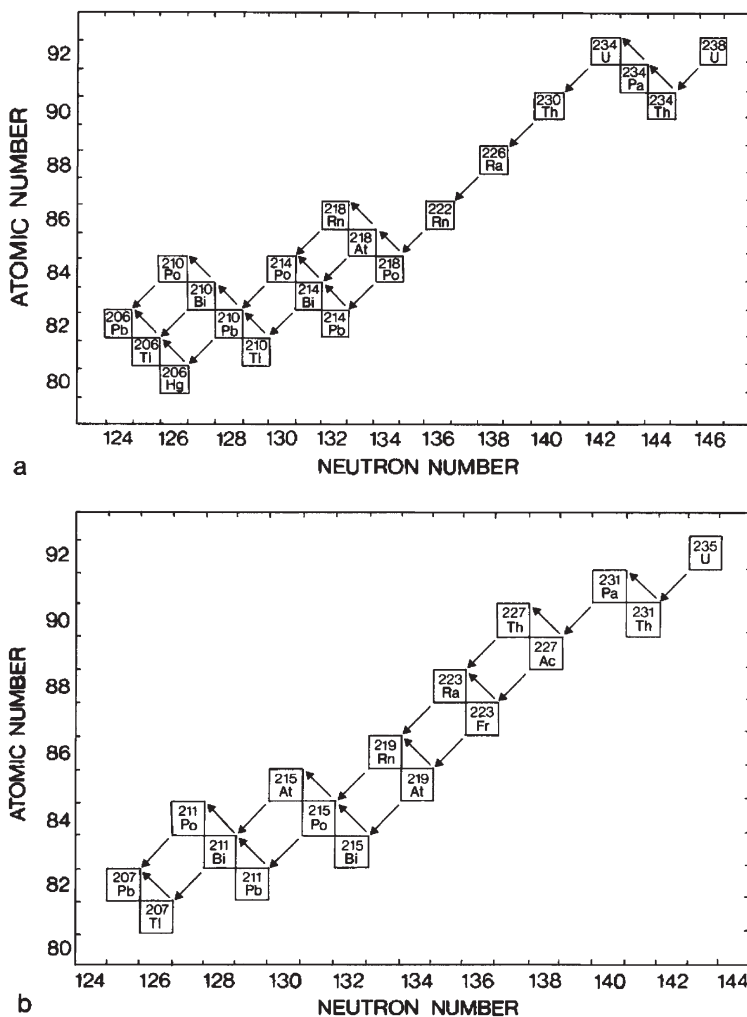 92
90
86
84
82
80
ATOMIC NUMBER
234
U
238
U
234
Pa
230
Th
234
Th
226
Ra
218
Rn
222
Rn
218
At
210
Po
214
Po
218
Po
210
Bi
214
Bi
206
Pb
210
Pb
214
Pb
206
Tl
210
Tl
206
Hg
124 126 128 130 132 134 136 138 140 142 144 146
NEUTRON NUMBER
a
92
90
88
86
84
82
80
ATOMIC NUMBER
235
U
231
Pa
231
Th
227
Th
227
Ac
223
Ra
223
Fr
219
Rn
219
At
215
At
215
Po
215
Bi
211
Po
211
Bi
211
Pb
207
Pb
207
Tl
124 126 128 130 132 134 136 138 140 142 144
NEUTRON NUMBER
b